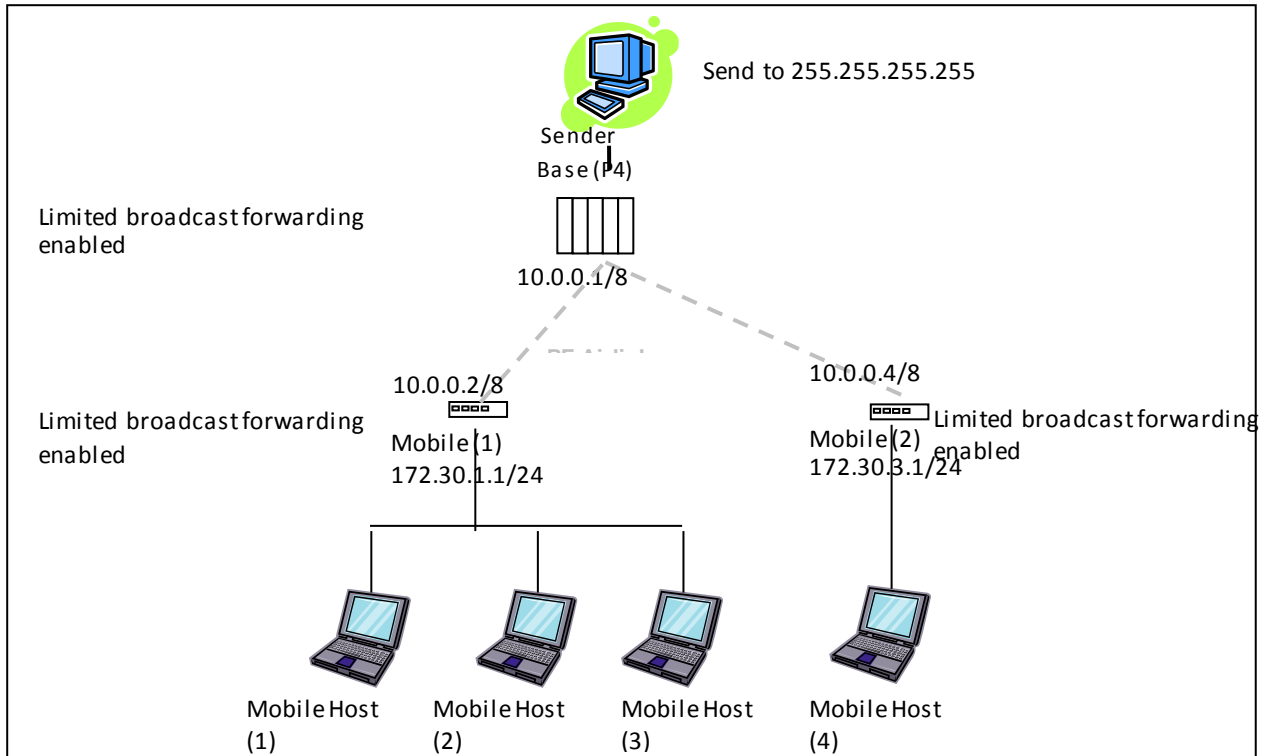 Send to 255.255.255.255
Sender
Base (P4)
Limited broadcast forwarding
enabled
10.0.0.1/8
10.0.0.2/8
10.0.0.4/8
Limited broadcast forwarding
enabled
Mobile (1)
172.30.1.1/24
Mobile (2)
172.30.3.1/24
Limited broadcast forwarding
enabled
Mobile Host
(1)
Mobile Host
(2)
Mobile Host
(3)
Mobile Host
(4)